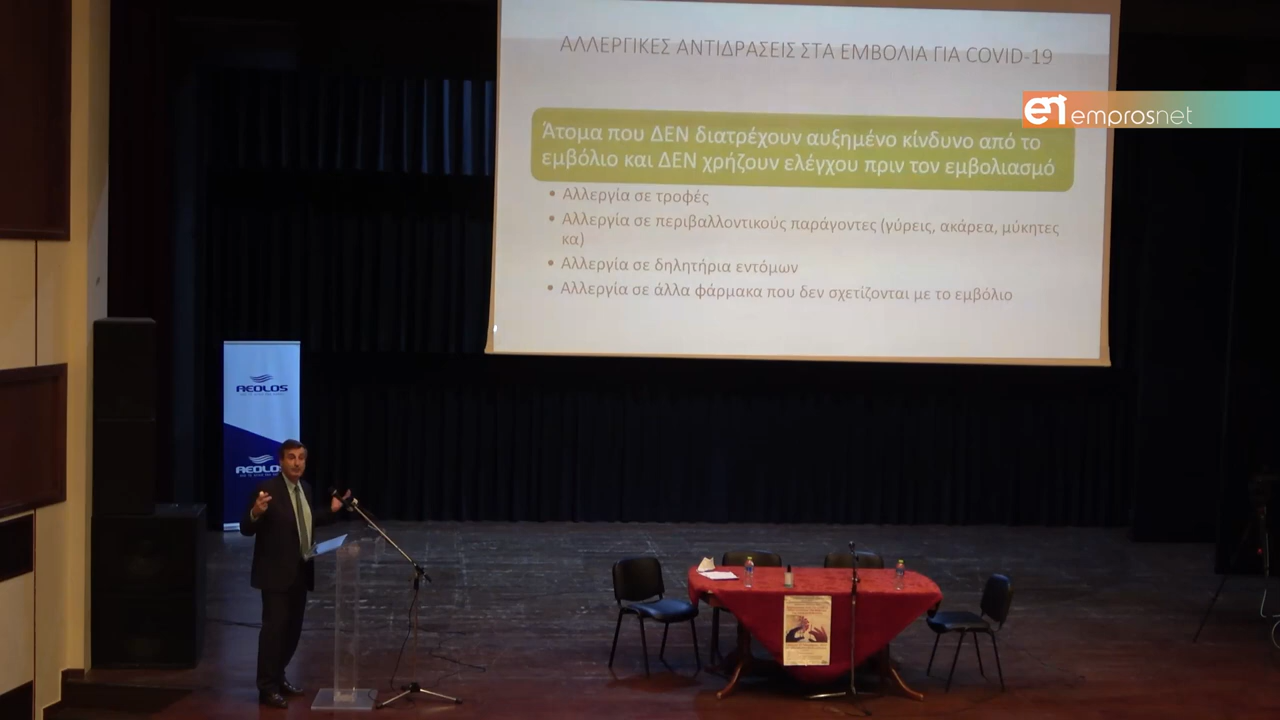 ΑΛΛΕΡΓΙΚΕΣ ΑΝΤΙΔΡΑΣΕΙΣ ΣΤΑ ΕΜΒΟΛΙΑ ΓΙΑ COVID-19
en emprosnet
Άτομα που ΔΕΝ διατρέχουν αυξημένο κίνδυνο από το
εμβόλιο και ΔΕΝ χρήζουν ελέγχου πριν τον εμβολιασμό
• Αλλεργία σε τροφές
• Αλλεργία σε περιβαλλοντικούς παράγοντες (γύρεις, ακάρεα, μύκητες
κα)
• Αλλεργία σε δηλητήρια εντόμων
• Αλλεργία σε άλλα φάρμακα που δεν σχετίζονται με το εμβόλιο
AEOLOS
AEOLOS